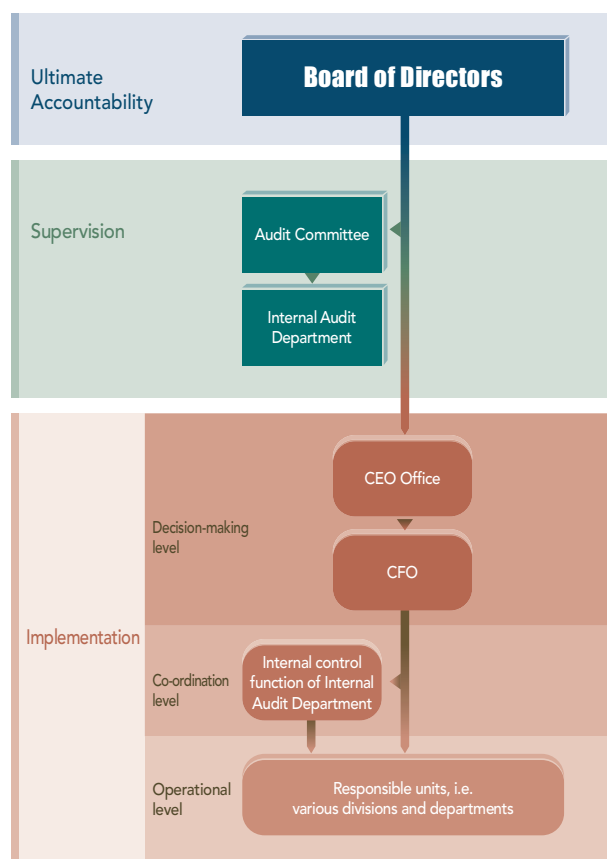 Ultimate
Accountability
Board of Directors
Supervision
Audit Committee
Internal Audit
Department
Implementation
Decision-making
level
CEO Office
CFO
Co-ordination
level
Internal control
function of Internal
Audit Department
Operational
level
Responsible units, i.e.
various divisions and departments